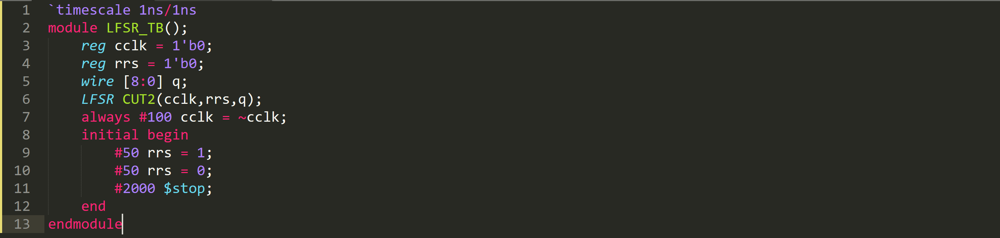 1 `timescale 1ns/1ns
2 module LFSR_TB();
3     reg cclk = 1'b0;
4     reg rrs = 1'b0;
5     wire [8:0] q;
6     LFSR CUT2(cclk,rrs,q);
7     always #100 cclk = ~cclk;
8     initial begin
9         #50 rrs = 1;
10         #50 rrs = 0;
11         #2000 $stop;
12     end
13 endmodule